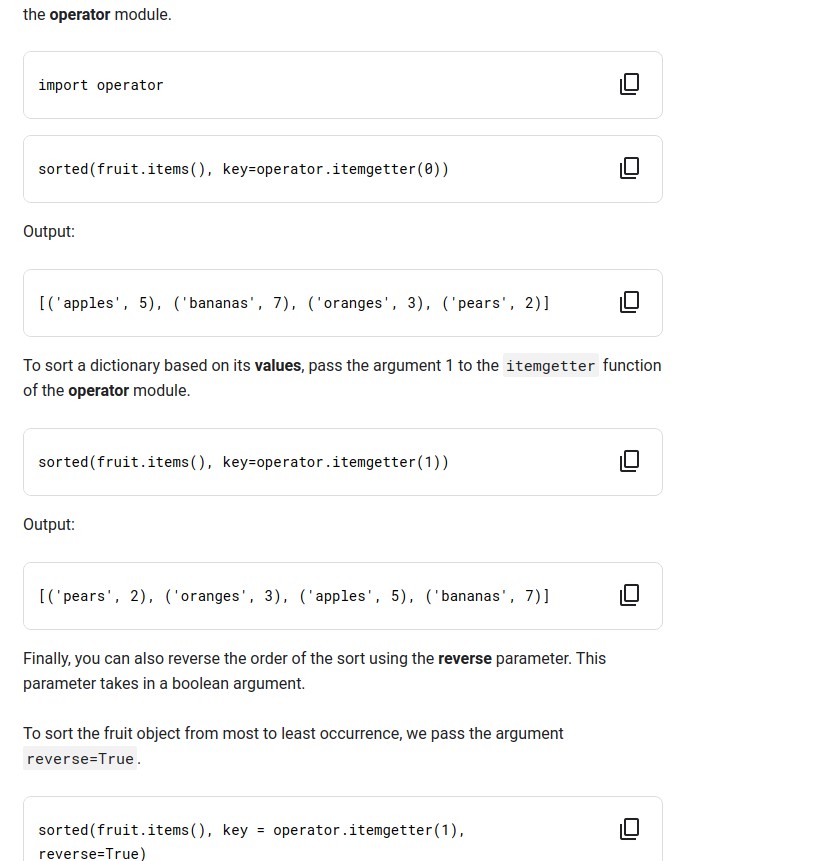 the operator module.
import operator
sorted(fruit.items(), key=operator.itemgetter(0))
Output:
[('apples', 5), ('bananas', 7), ('oranges', 3), ('pears', 2)]
To sort a dictionary based on its values, pass the argument 1 to the itemgetter function
of the operator module.
sorted(fruit.items(), key=operator.itemgetter(1))
Output:
[('pears', 2), ('oranges', 3), ('apples', 5), ('bananas', 7)]
Finally, you can also reverse the order of the sort using the reverse parameter. This
parameter takes in a boolean argument.
To sort the fruit object from most to least occurrence, we pass the argument
reverse=True.
sorted(fruit.items(), key = operator.itemgetter(1),
reverse=True)